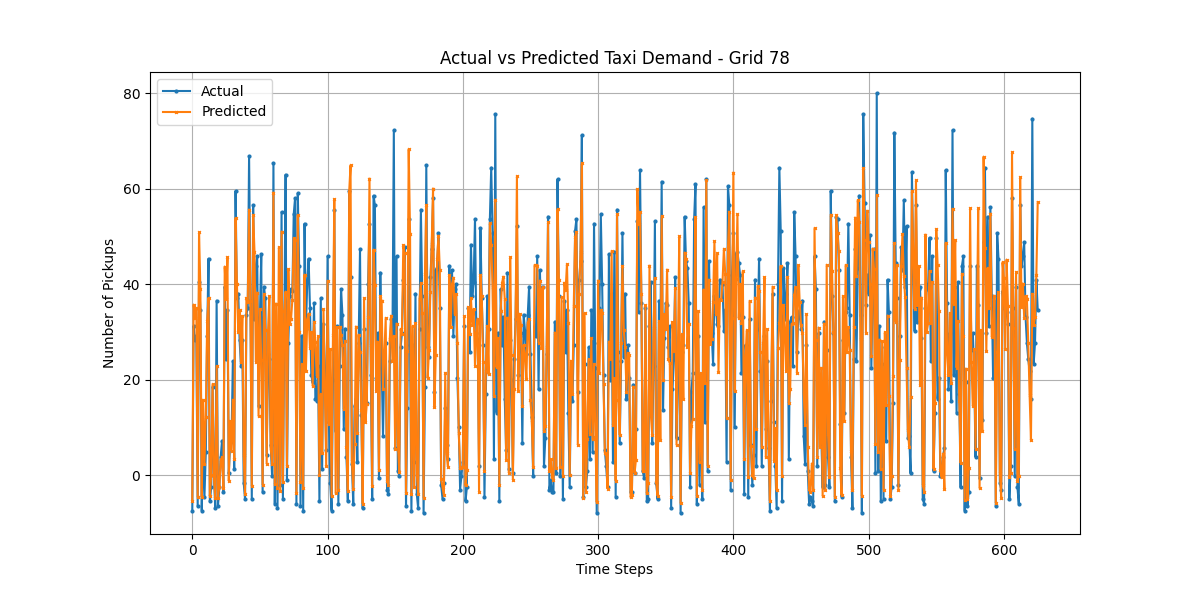 Actual vs Predicted Taxi Demand - Grid 78
Actual
Predicted
Number of Pickups
80
60
40
20
0
0 100 200 300 400 500 600
Time Steps